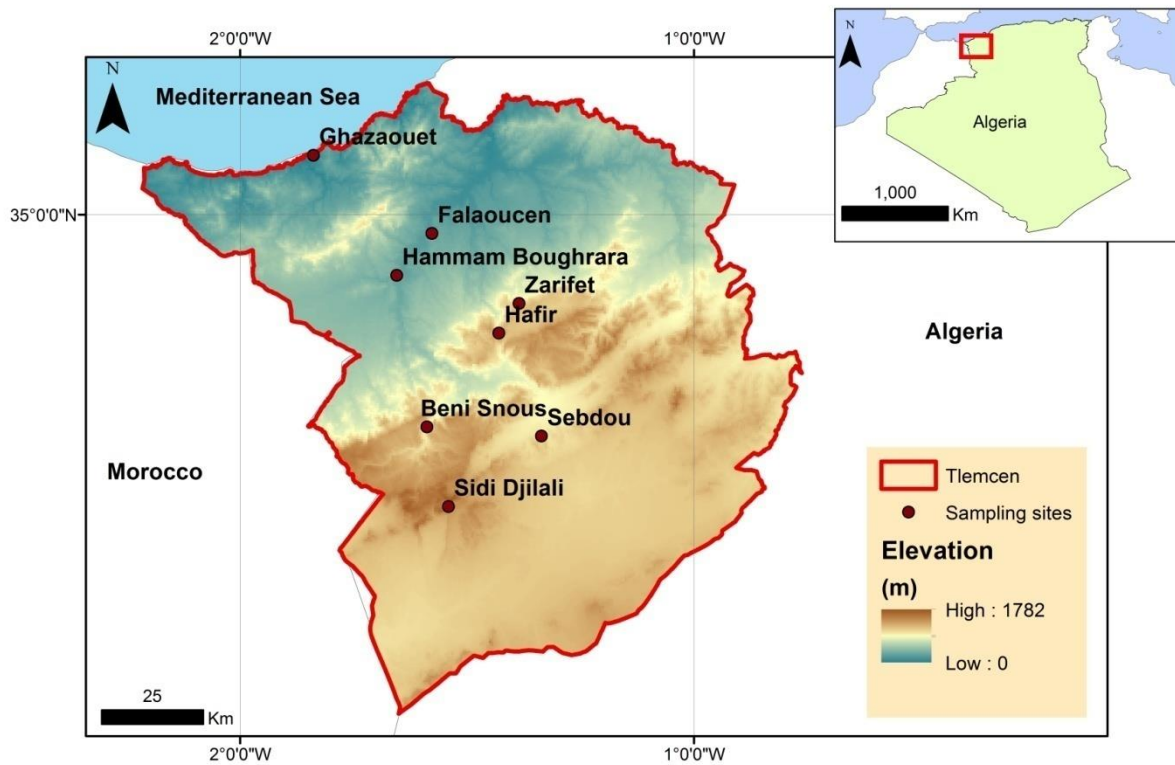 2°0'0"W
1°0'0"W
N
Mediterranean Sea
Ghazaouet
35°0'0"N
Falaoucen
Hammam Boughrara
Zarifet
Hafir
Beni Snous
Sebdou
Sidi Djilali
Morocco
Algeria
25
Km
2°0'0"W
1°0'0"W
N
Algeria
1,000
Km
Tlemcen
Sampling sites
Elevation
(m)
High : 1782
Low : 0